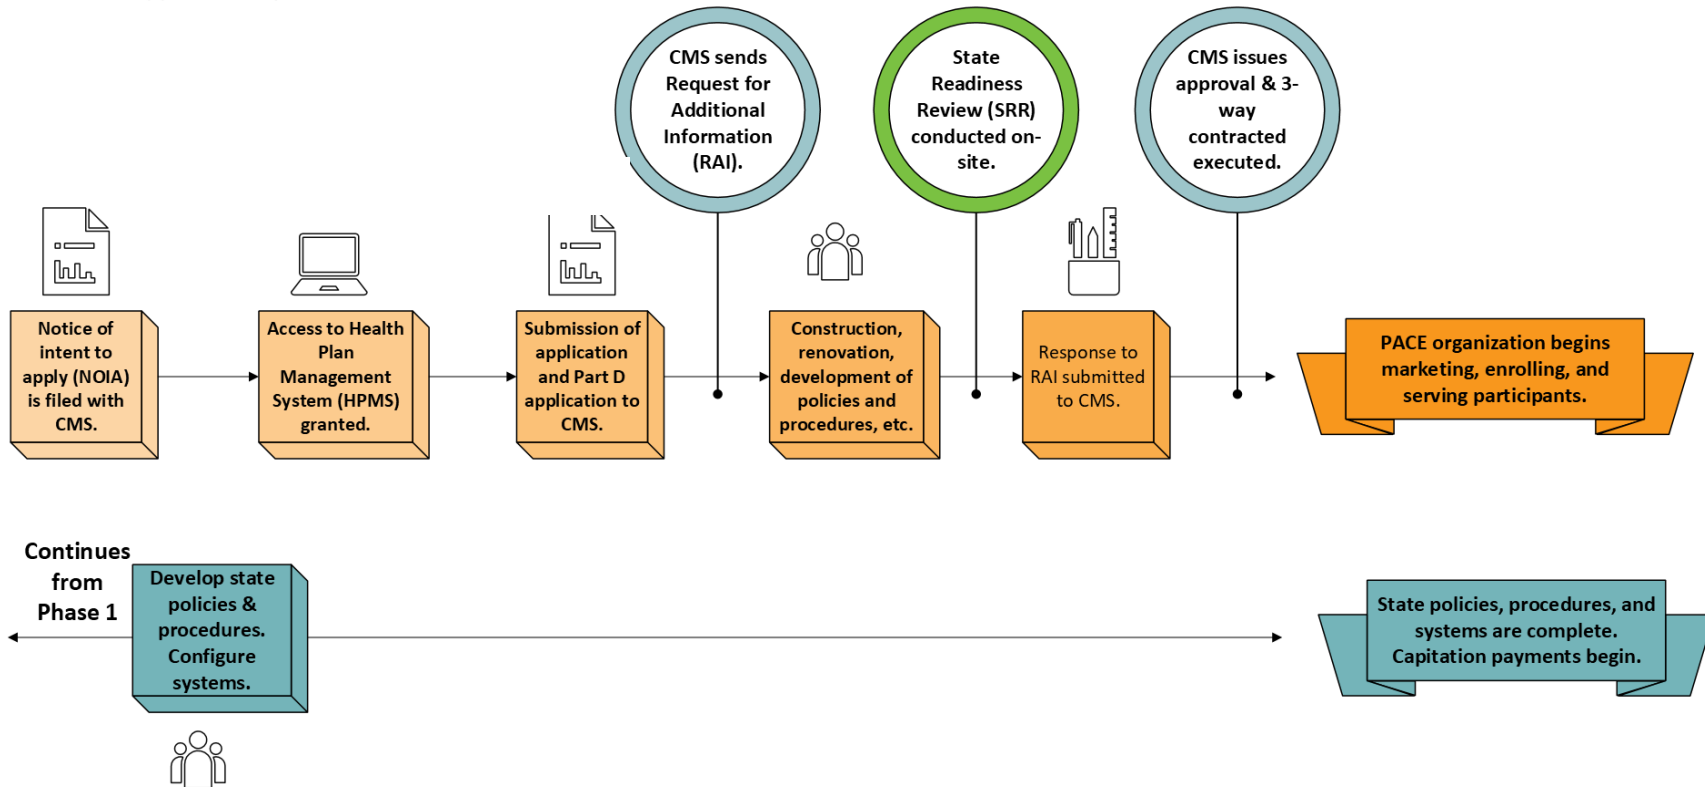 CMS sends
Request for
Additional
Information
(RAI).
State
Readiness
Review (SRR)
conducted on-
site.
CMS issues
approval & 3-
way
contracted
executed.
Notice of
intent to
apply (NOIA)
is filed with
CMS.
Access to Health
Plan
Management
System (HPMS)
granted.
Submission of
application
and Part D
application to
CMS.
Construction,
renovation,
development of
policies and
procedures, etc.
Response to
RAI submitted
to CMS.
PACE organization begins
marketing, enrolling, and
serving participants.
Continues
from
Phase 1
Develop state
policies &
procedures.
Configure
systems.
State policies, procedures, and
systems are complete.
Capitation payments begin.